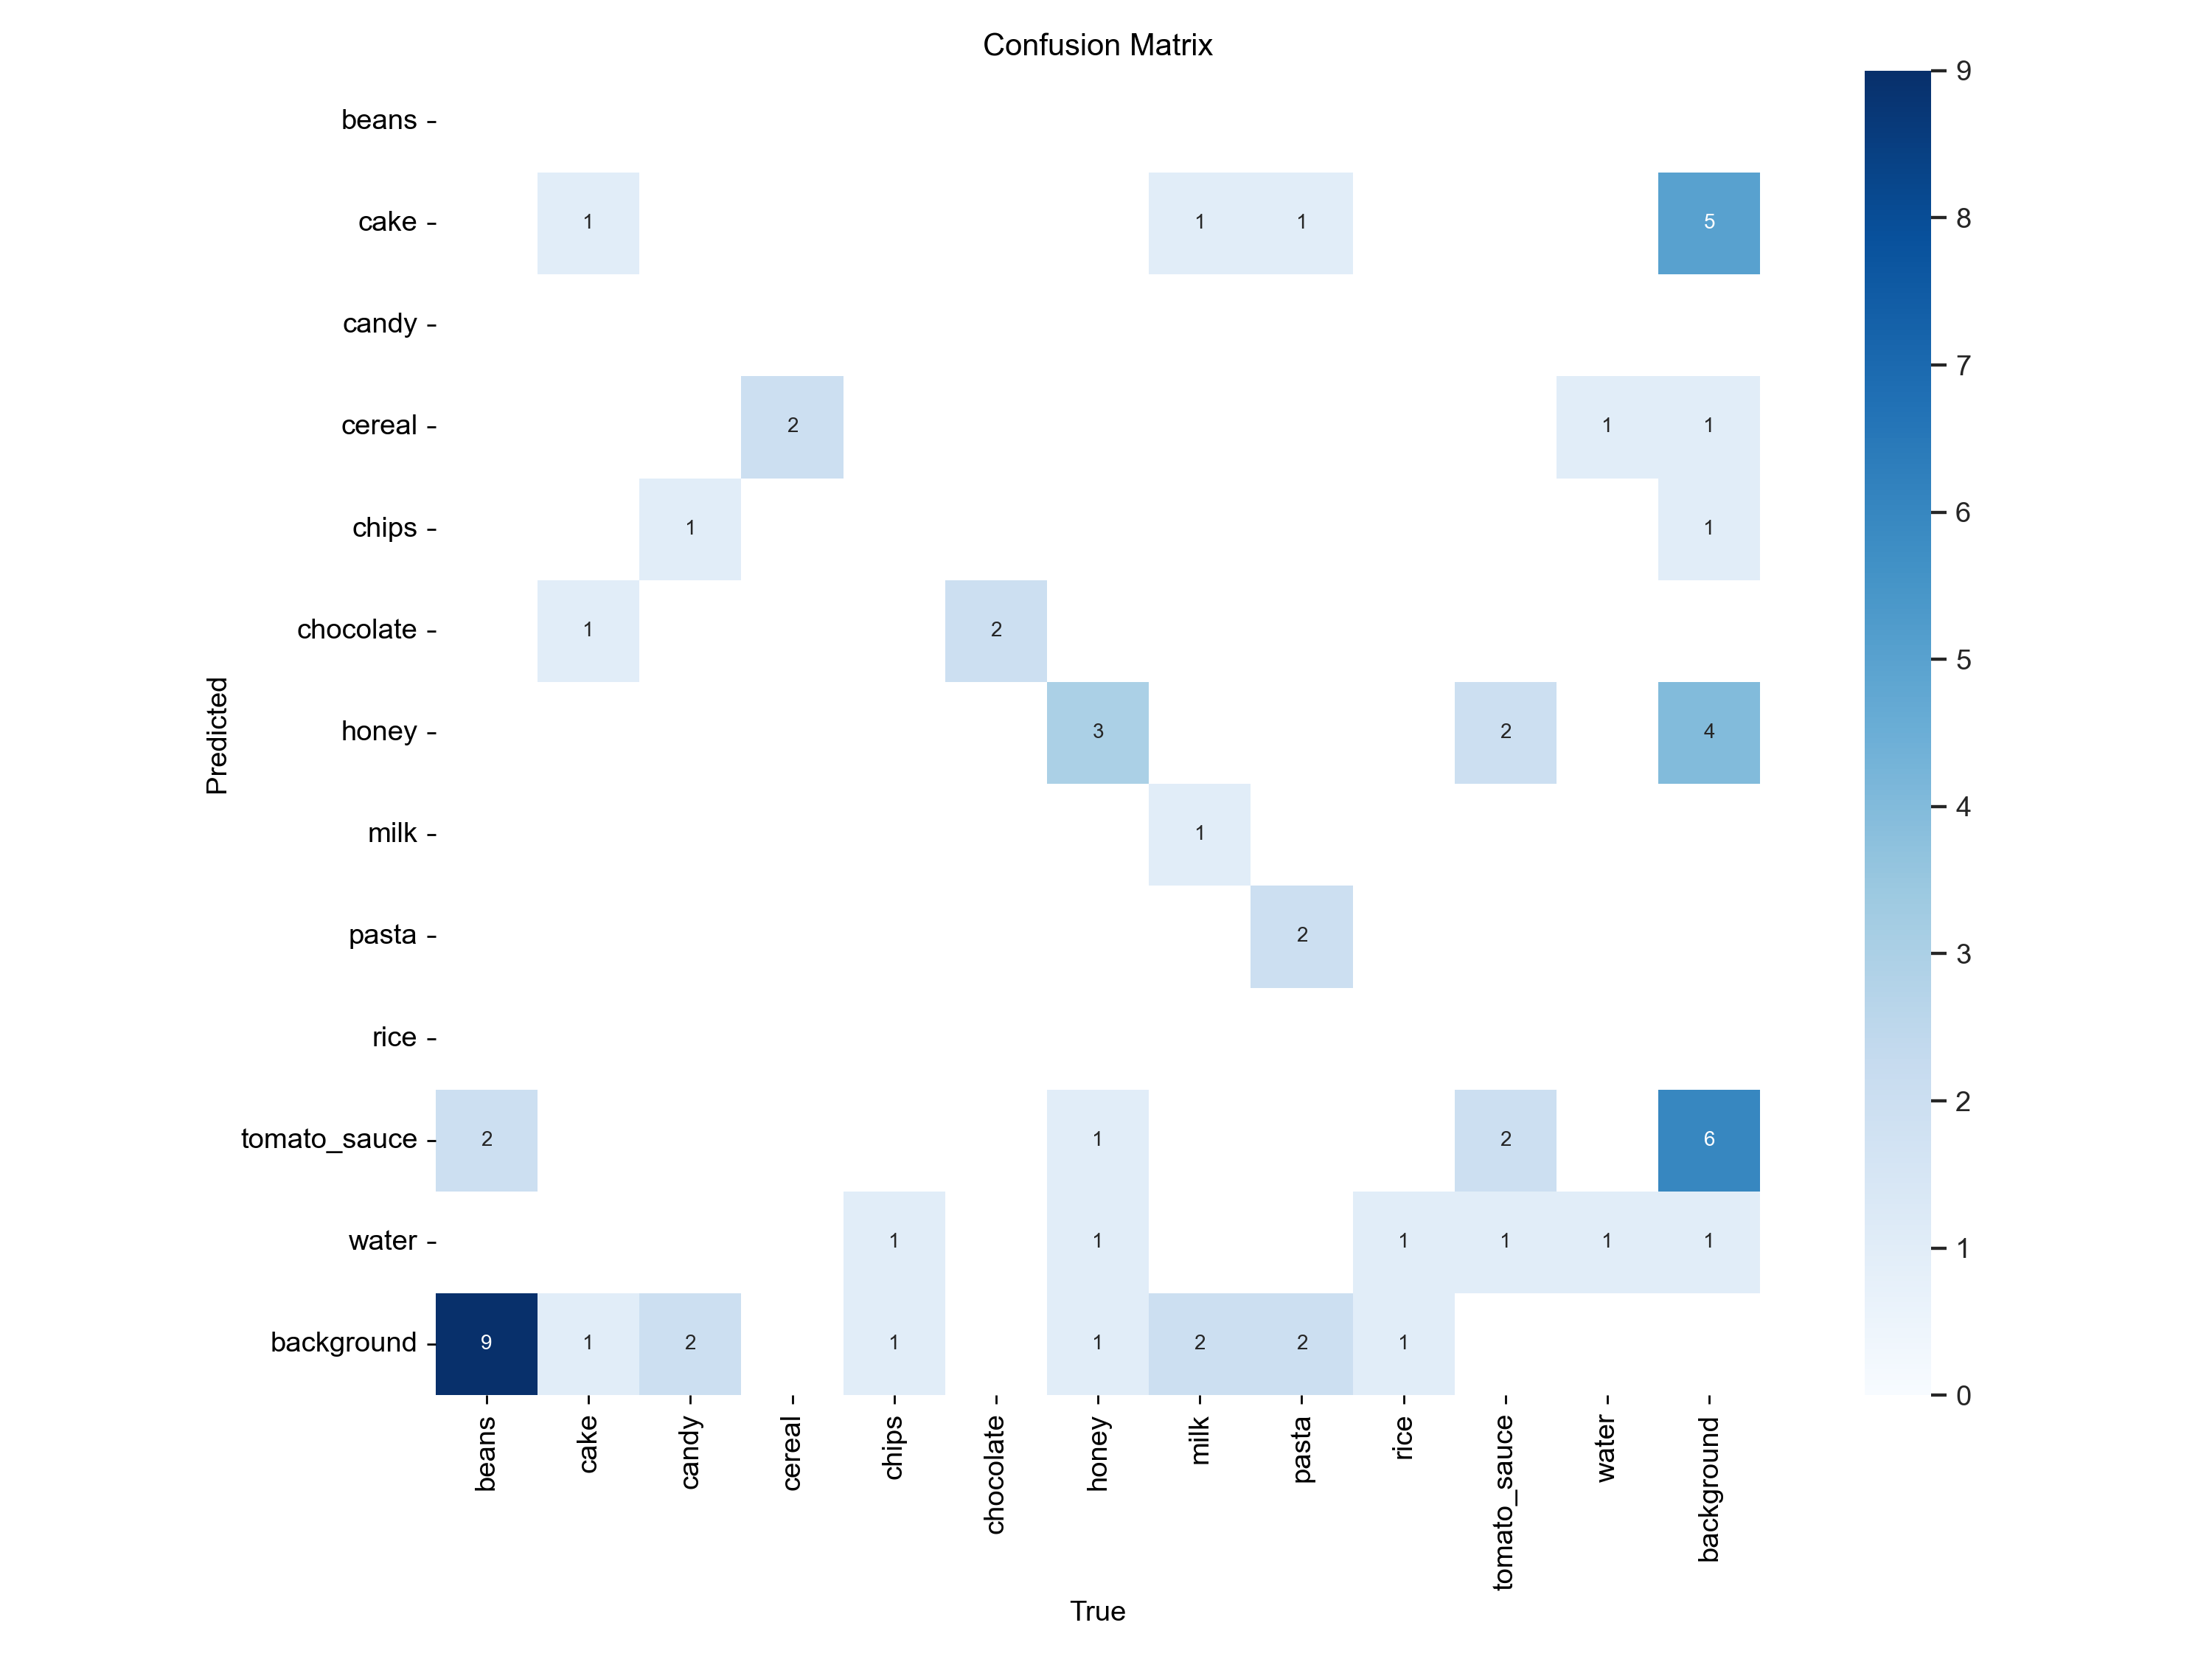 Confusion Matrix
beans
cake 1 1 1 5
candy
cereal 2 1 1
chips 1 1
chocolate 1 2
honey 3 2 4
milk 1
pasta 2
rice
tomato_sauce 2 1 2 6
water 1 1 1 1 1 1
background 9 1 2 1 1 2 2 1
beans cake candy cereal chips chocolate honey milk pasta rice tomato_sauce water background
True
Predicted
9
8
7
6
5
4
3
2
1
0